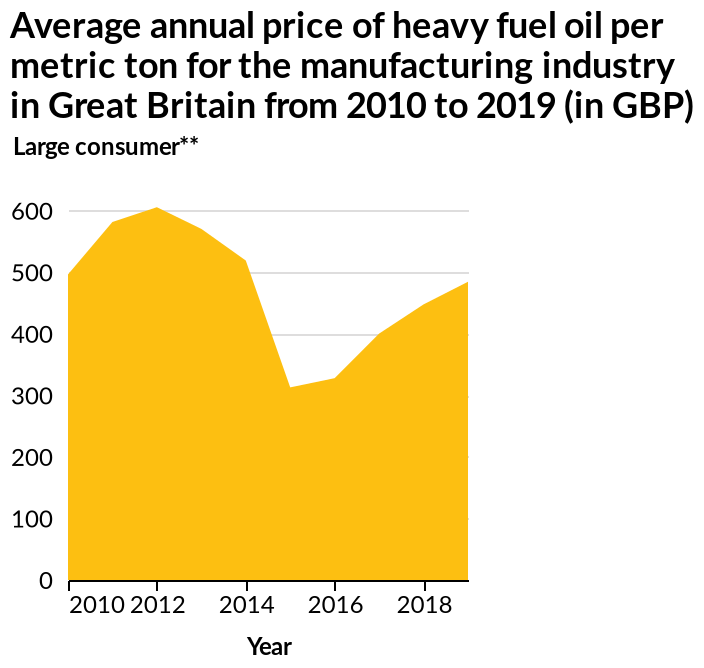 Average annual price of heavy fuel oil per
metric ton for the manufacturing industry
in Great Britain from 2010 to 2019 (in GBP)
Large consumer**
600
500
400
300
200
100
0
2010 2012 2014 2016 2018
Year